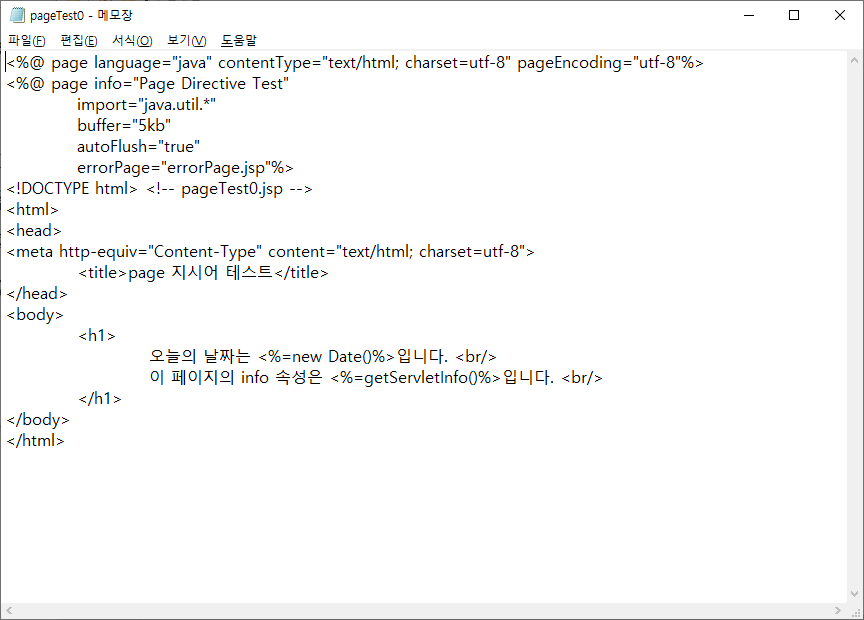 pageTest0 - 메모장
파일(F) 편집(E) 서식(O) 보기(V) 도움말
<%@ page language="java" contentType="text/html; charset=utf-8" pageEncoding="utf-8"%>
<%@ page info="Page Directive Test"
import="java.util.*"
buffer="5kb"
autoFlush="true"
errorPage="errorPage.jsp"%>
<!DOCTYPE html> <!-- pageTest0.jsp -->
<html>
<head>
<meta http-equiv="Content-Type" content="text/html; charset=utf-8">
<title>page 지시어 테스트</title>
</head>
<body>
<h1>
오늘의 날짜는 <%=new Date()%>입니다. <br/>
이 페이지의 info 속성은 <%=getServletInfo()%>입니다. <br/>
</h1>
</body>
</html>